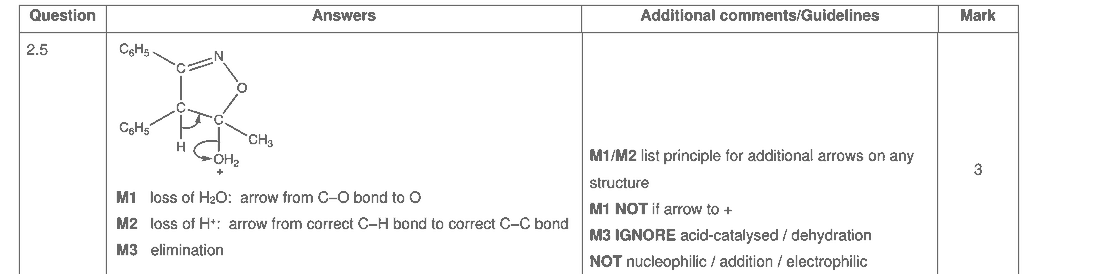 Question Answers Additional comments/Guidelines Mark
2.5
C₆H₅ N
C
O
C C
C₆H₅
H CH₃
OH₂
+
M1 loss of H₂O: arrow from C–O bond to O
M2 loss of H⁺: arrow from correct C–H bond to correct C–C bond
M3 elimination
M1/M2 list principle for additional arrows on any
structure
M1 NOT if arrow to +
M3 IGNORE acid-catalysed / dehydration
NOT nucleophilic / addition / electrophilic
3